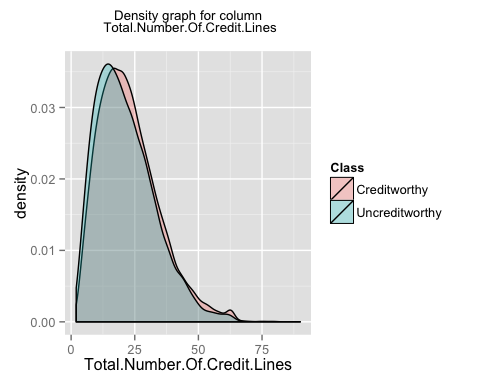 Density graph for column
Total.Number.Of.Credit.Lines
0.03
0.02
0.01
0.00
density
0
25
50
75
Total.Number.Of.Credit.Lines
Class
Creditworthy
Uncreditworthy